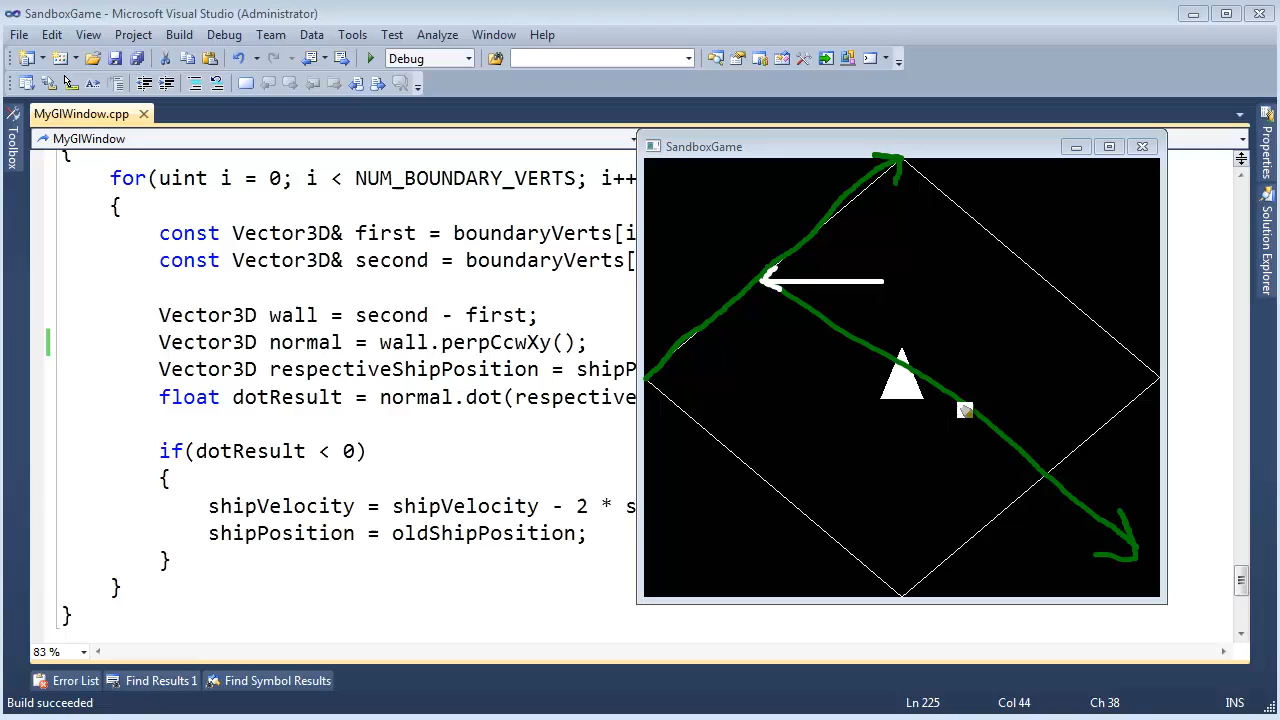 SandboxGame - Microsoft Visual Studio (Administrator)
File Edit View Project Build Debug Team Data Tools Test Analyze Window Help
Debug
MyGlWindow.cpp
MyGlWindow
Toolbox
Properties
Solution Explorer
SandboxGame
{
for(uint i = 0; i < NUM_BOUNDARY_VERTS; i++
{
const Vector3D& first = boundaryVerts[i
const Vector3D& second = boundaryVerts[
Vector3D wall = second - first;
Vector3D normal = wall.perpCcwXy();
Vector3D respectiveShipPosition = shipP
float dotResult = normal.dot(respective
if(dotResult < 0)
{
shipVelocity = shipVelocity - 2 * s
shipPosition = oldShipPosition;
}
}
}
83 %
Error List Find Results 1 Find Symbol Results
Build succeeded Ln 225 Col 44 Ch 38 INS